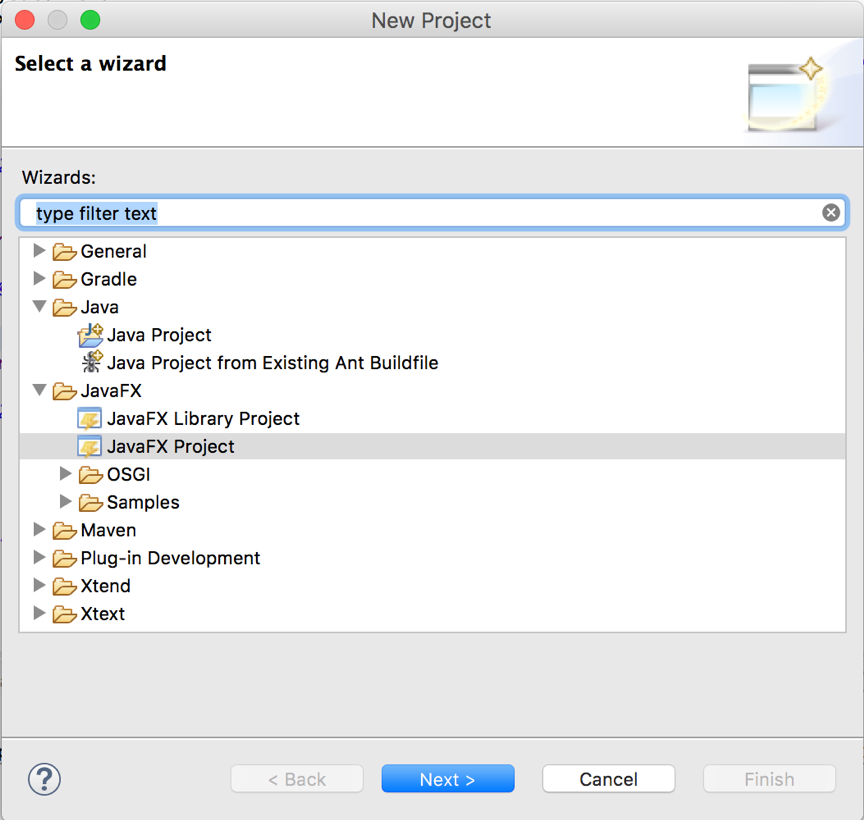 New Project
Select a wizard
Wizards:
type filter text
General
Gradle
Java
Java Project
Java Project from Existing Ant Buildfile
JavaFX
JavaFX Library Project
JavaFX Project
OSGI
Samples
Maven
Plug-in Development
Xtend
Xtext
?
< Back
Next >
Cancel
Finish